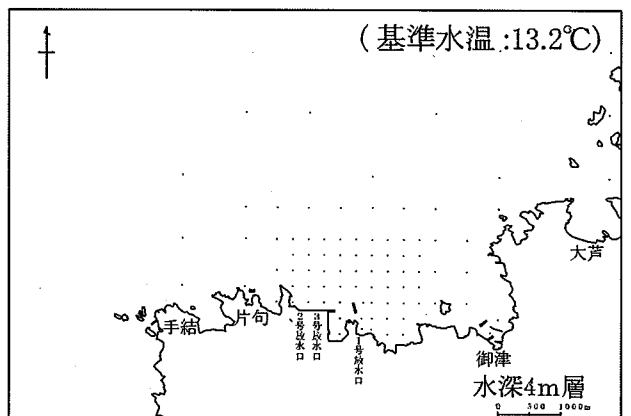 (基準水温:13.2℃)
大芦
手結
片句
2号放水口
3号放水口
1号放水口
御津
水深4m層
0 500 1000m